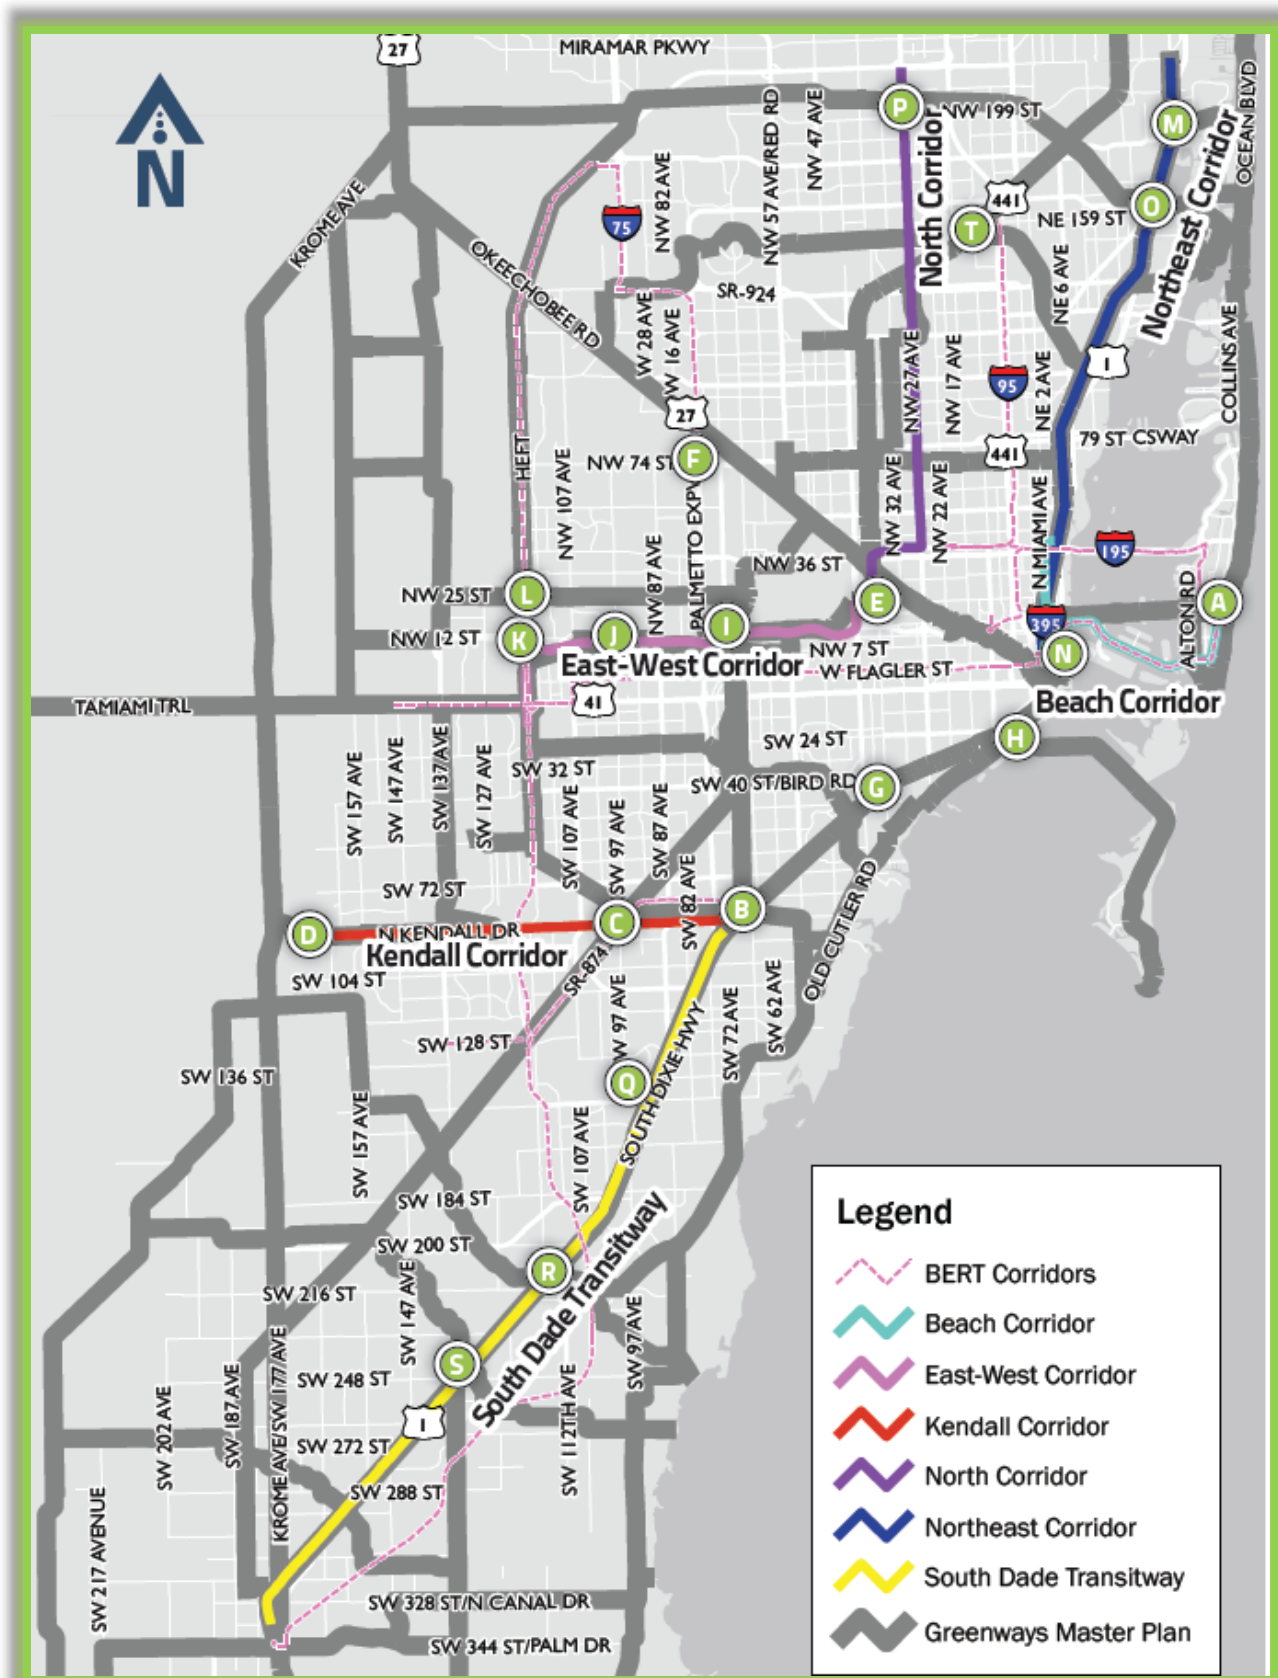 27
MIRAMAR PKWY
N
P
NW 199 ST
M
OCEAN BLVD
KROME AVE
75
NW 82 AVE
NW 57 AVE/RED RD
NW 47 AVE
North Corridor
441
T
NE 159 ST
O
Northeast Corridor
OKEECHOBEE RD
SR-924
NE 6 AVE
W 28 AVE
W 16 AVE
NW 27 AVE
NW 17 AVE
95
NE 2 AVE
1
COLLINS AVE
27
F
NW 74 ST
HEFT
NW 107 AVE
PALMETTO EXPY
NW 32 AVE
NW 22 AVE
441
79 ST CSWAY
N MIAMI AVE
195
NW 36 ST
NW 87 AVE
NW 25 ST
L
E
395
ALTON RD
A
NW 12 ST
K
J
I
NW 7 ST
N
East-West Corridor
W FLAGLER ST
TAMIAMI TRL
41
Beach Corridor
H
SW 24 ST
SW 32 ST
SW 40 ST/BIRD RD
G
SW 157 AVE
SW 147 AVE
SW 137 AVE
SW 127 AVE
SW 107 AVE
SW 97 AVE
SW 87 AVE
SW 82 AVE
SW 72 ST
D
N KENDALL DR
C
B
Kendall Corridor
OLD CUTLER RD
SW 104 ST
SR-874
SW 128 ST
W 97 AVE
SW 72 AVE
SW 62 AVE
SW 136 ST
Q
SOUTH DIXIE HWY
SW 157 AVE
SW 107 AVE
SW 184 ST
SW 200 ST
R
South Dade Transitway
SW 216 ST
SW 147 AVE
S
SW 97 AVE
SW 248 ST
SW 202 AVE
SW 187 AVE
KROME AVE/SW 177 AVE
1
SW 272 ST
SW 112TH AVE
SW 288 ST
SW 217 AVENUE
SW 328 ST/N CANAL DR
SW 344 ST/PALM DR
Legend
BERT Corridors
Beach Corridor
East-West Corridor
Kendall Corridor
North Corridor
Northeast Corridor
South Dade Transitway
Greenways Master Plan